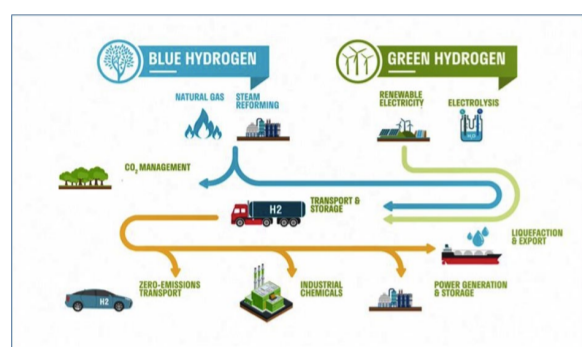 BLUE HYDROGEN
GREEN HYDROGEN
NATURAL GAS
STEAM
REFORMING
RENEWABLE
ELECTRICITY
ELECTROLYSIS
H₂O
CO₂ MANAGEMENT
H2
TRANSPORT &
STORAGE
LIQUEFACTION
& EXPORT
H2
ZERO-EMISSIONS
TRANSPORT
INDUSTRIAL
CHEMICALS
POWER GENERATION
& STORAGE